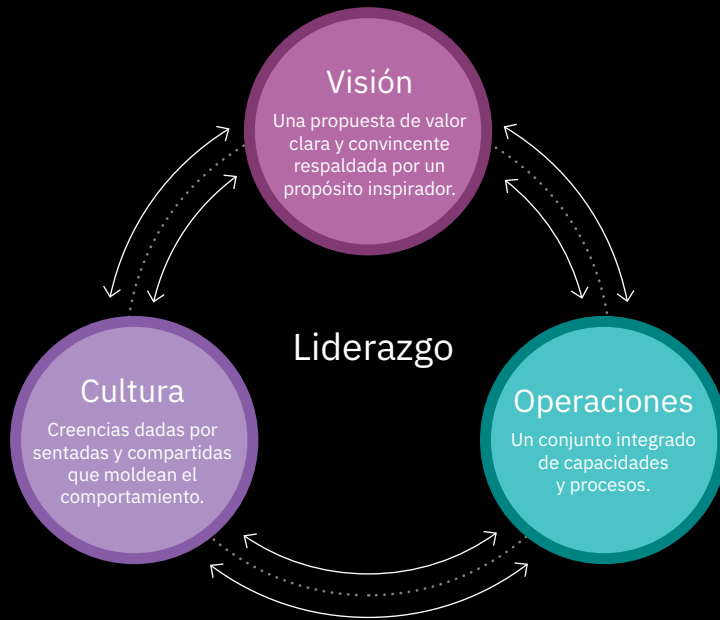 Visión
Una propuesta de valor
clara y convincente
respaldada por un
propósito inspirador.
Liderazgo
Cultura
Creencias dadas por
sentadas y compartidas
que moldean el
comportamiento.
Operaciones
Un conjunto integrado
de capacidades
y procesos.